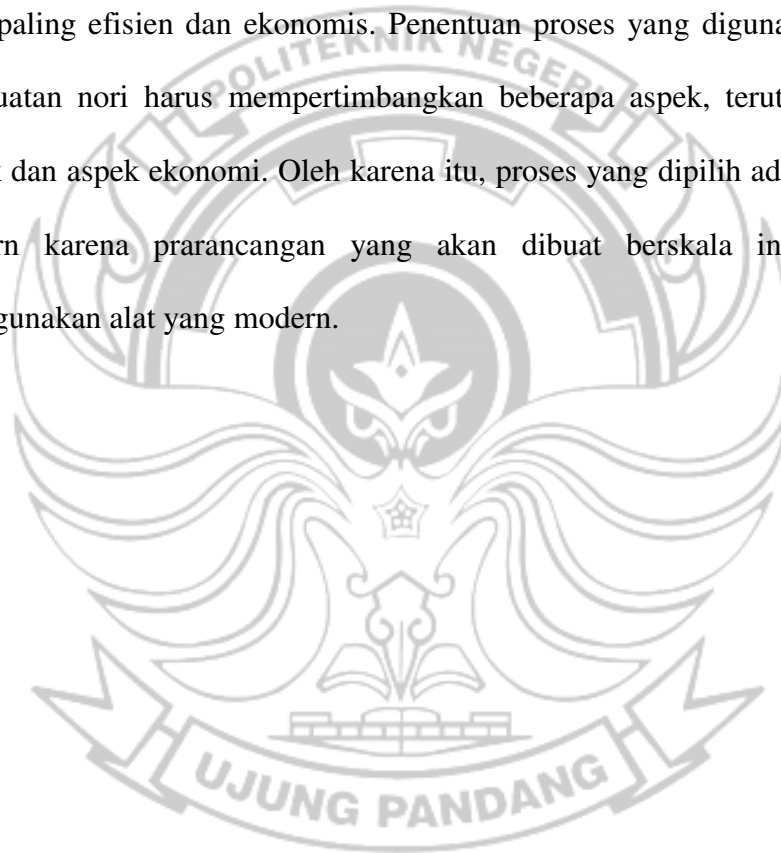 paling efisien dan ekonomis. Penentuan proses yang diguna
uatan nori harus mempertimbangkan beberapa aspek, terut
k dan aspek ekonomi. Oleh karena itu, proses yang dipilih ad
rn karena prarancangan yang akan dibuat berskala in
gunakan alat yang modern.
POLITEKNIK NEGERI
UJUNG PANDANG